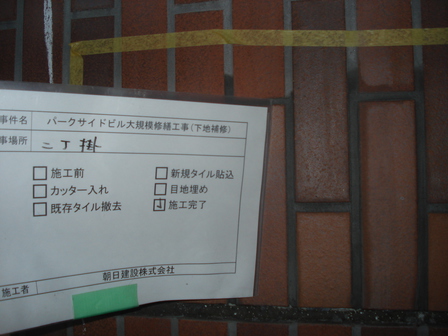 事件名 パークサイドビル大規模修繕工事(下地補修)
事場所 二丁掛
施工前 新規タイル貼込
カッター入れ 目地埋め
既存タイル撤去 施工完了
施工者 朝日建設株式会社